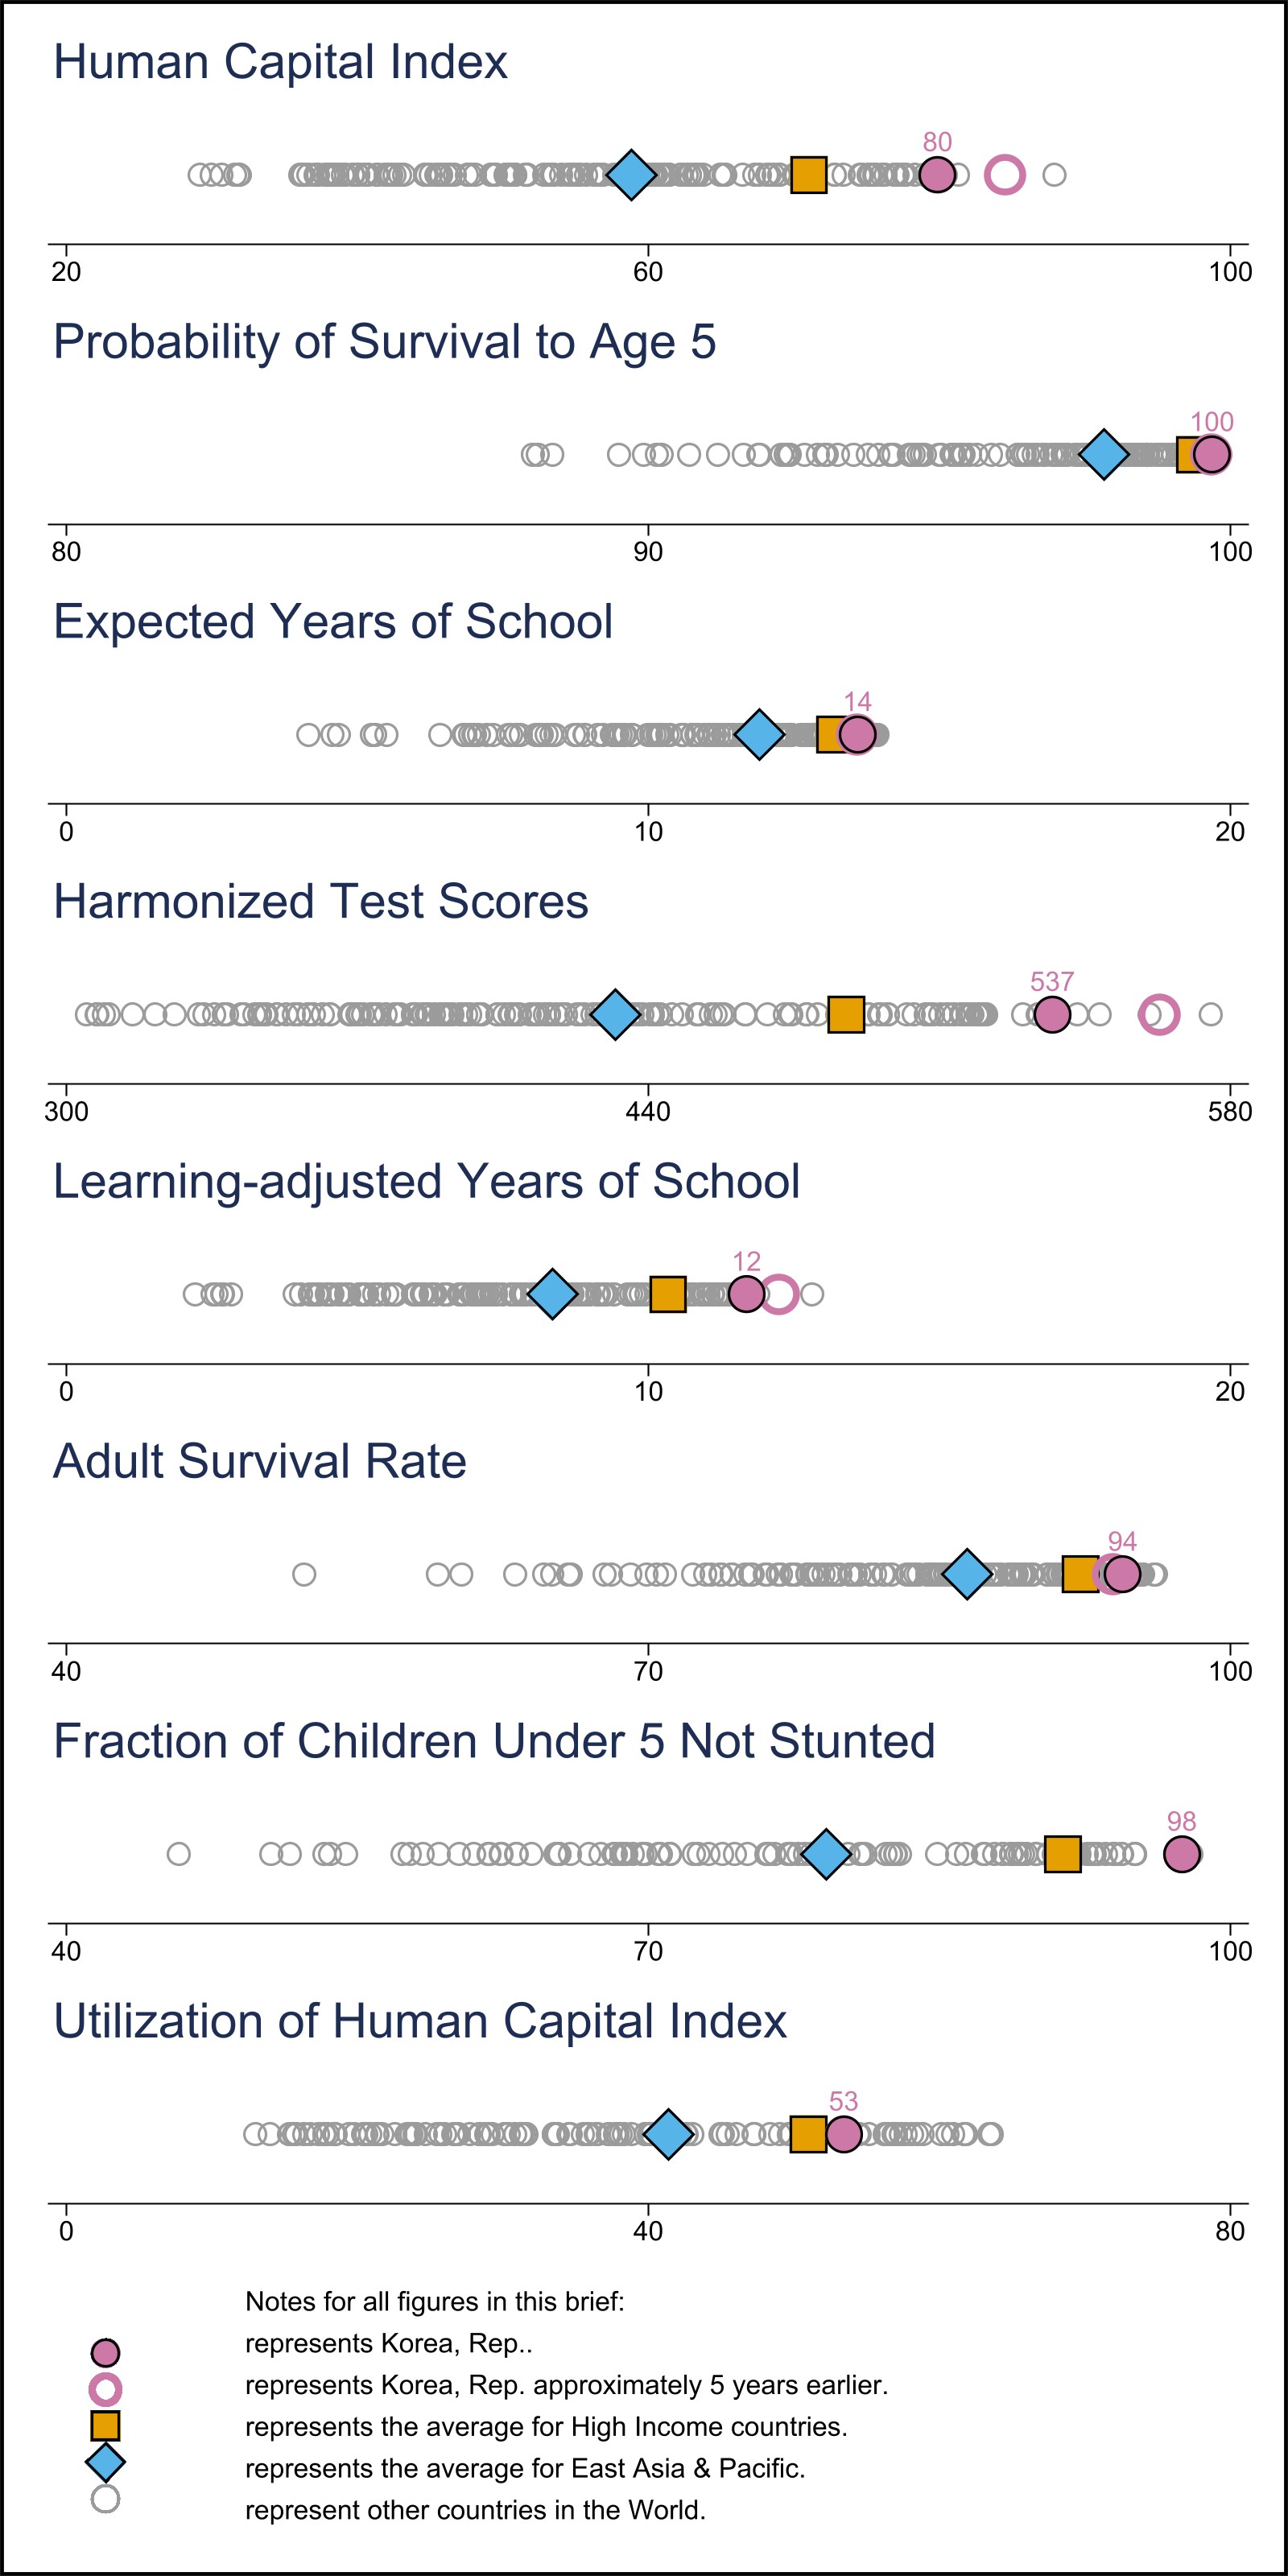 Human Capital Index
80
20 60 100
Probability of Survival to Age 5
100
80 90 100
Expected Years of School
14
0 10 20
Harmonized Test Scores
537
300 440 580
Learning-adjusted Years of School
12
0 10 20
Adult Survival Rate
94
40 70 100
Fraction of Children Under 5 Not Stunted
98
40 70 100
Utilization of Human Capital Index
53
0 40 80
Notes for all figures in this brief:
represents Korea, Rep..
represents Korea, Rep. approximately 5 years earlier.
represents the average for High Income countries.
represents the average for East Asia & Pacific.
represent other countries in the World.